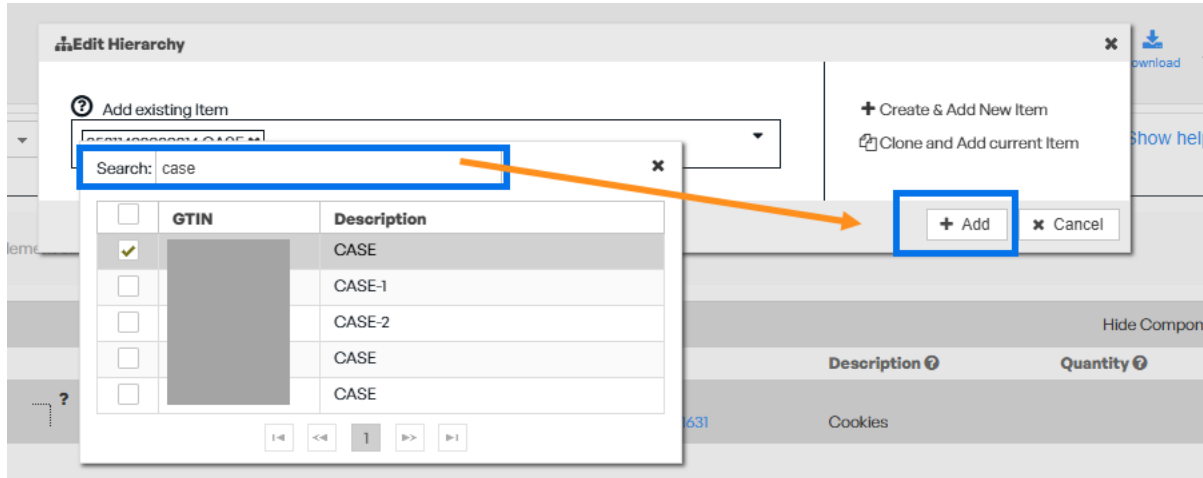 Edit Hierarchy
ownload
Add existing Item
Create & Add New Item
Show hel
Clone and Add current Item
Search: case
GTIN Description
Add Cancel
CASE
CASE-1
CASE-2
Hide Compon
CASE
Description Quantity
CASE
1631 Cookies
1